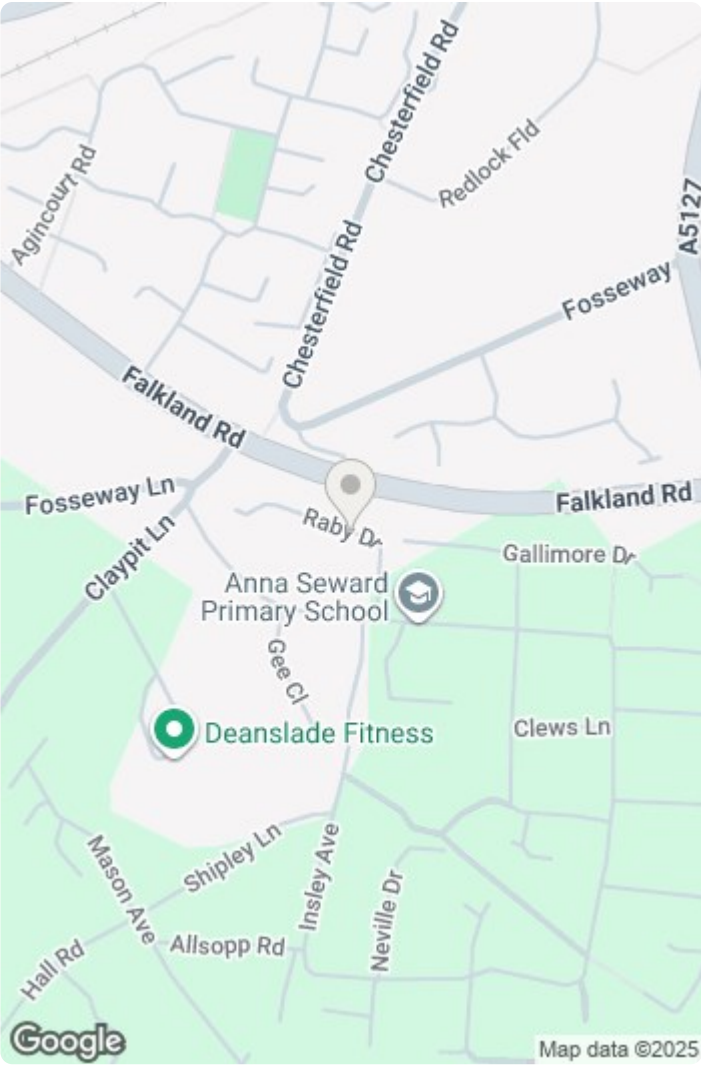 Chesterfield Rd
Redlock Fld
Agincourt Rd
A5127
Chesterfield Rd
Fosseway
Falkland Rd
Fosseway Ln
Falkland Rd
Raby Dr
Claypit Ln
Gallimore Dr
Anna Seward
Primary School
Gee Cl
Deanslade Fitness
Clews Ln
Shipley Ln
Mason Ave
Insley Ave
Neville Dr
Allsopp Rd
Hall Rd
Google
Map data ©2025